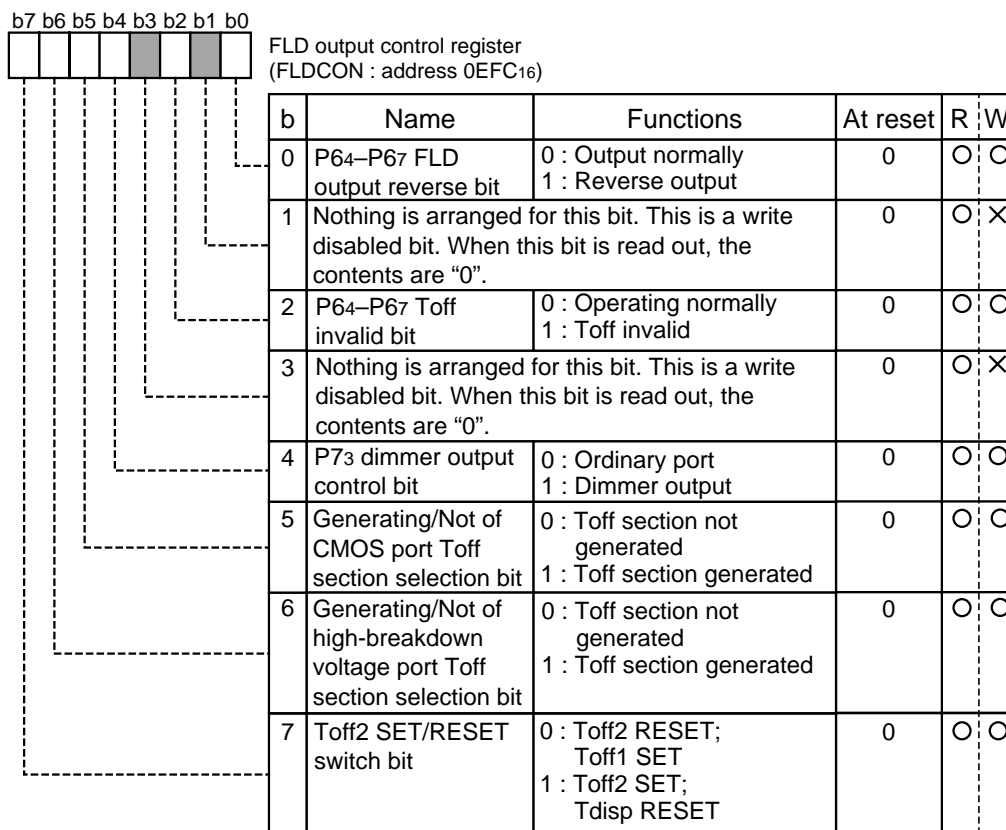 b7 b6 b5 b4 b3 b2 b1 b0
FLD output control register
(FLDCON : address 0EFC16)
b Name Functions At reset R W
0 P64–P67 FLD output reverse bit
0 : Output normally
1 : Reverse output
0 O O
1 Nothing is arranged for this bit. This is a write
disabled bit. When this bit is read out, the
contents are “0”.
0 O ×
2 P64–P67 Toff
invalid bit
0 : Operating normally
1 : Toff invalid
0 O O
3 Nothing is arranged for this bit. This is a write
disabled bit. When this bit is read out, the
contents are “0”.
0 O ×
4 P73 dimmer output
control bit
0 : Ordinary port
1 : Dimmer output
0 O O
5 Generating/Not of
CMOS port Toff
section selection bit
0 : Toff section not
generated
1 : Toff section generated
0 O O
6 Generating/Not of
high-breakdown
voltage port Toff
section selection bit
0 : Toff section not
generated
1 : Toff section generated
0 O O
7 Toff2 SET/RESET
switch bit
0 : Toff2 RESET;
Toff1 SET
1 : Toff2 SET;
Tdisp RESET
0 O O